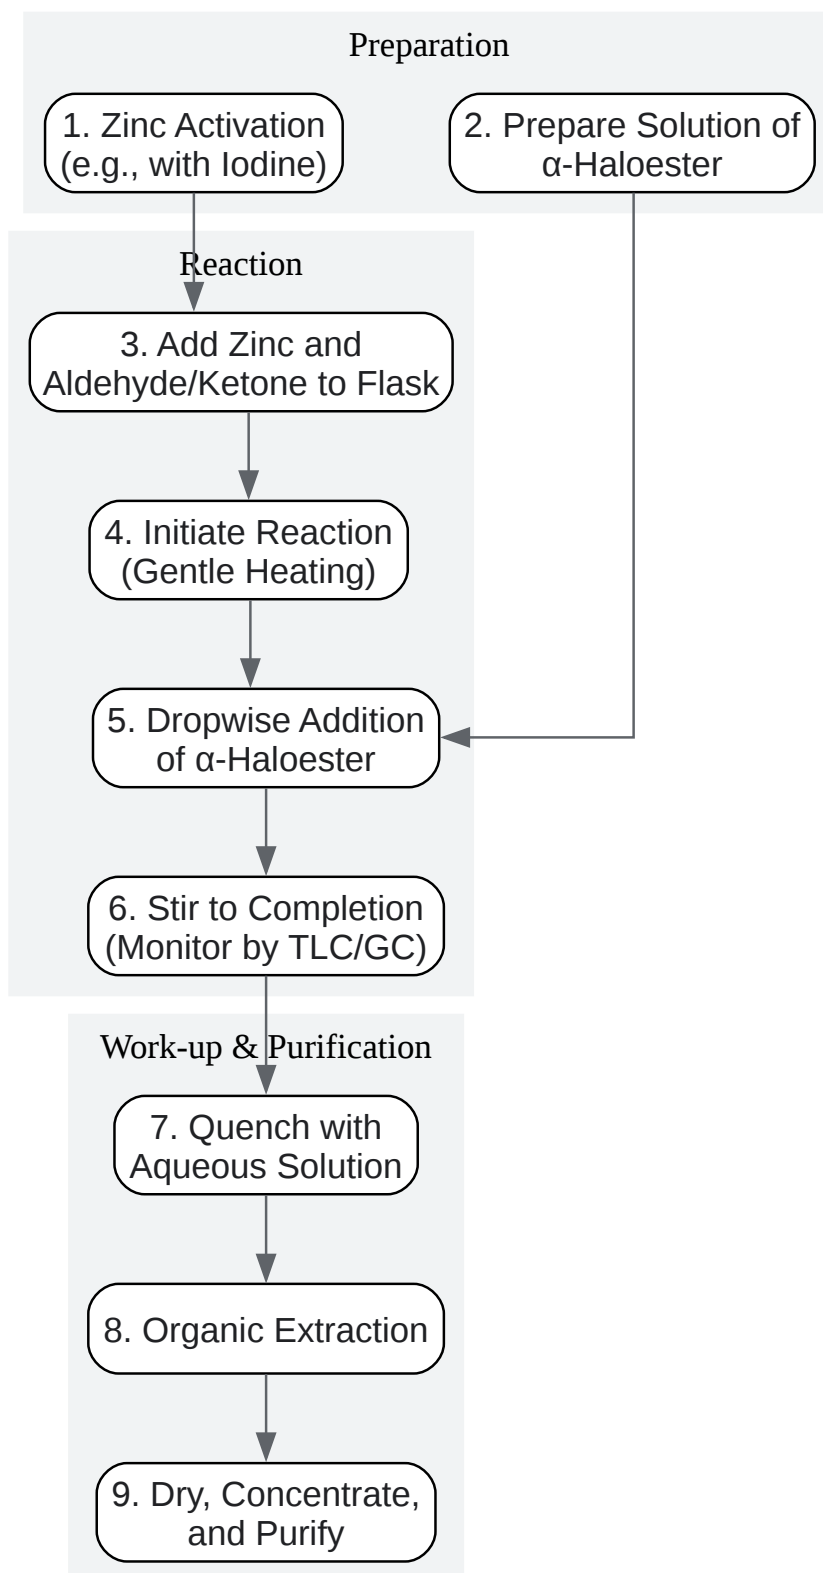 Preparation
1. Zinc Activation
(e.g., with Iodine)
2. Prepare Solution of
α-Haloester
Reaction
3. Add Zinc and
Aldehyde/Ketone to Flask
4. Initiate Reaction
(Gentle Heating)
5. Dropwise Addition
of α-Haloester
6. Stir to Completion
(Monitor by TLC/GC)
Work-up & Purification
7. Quench with
Aqueous Solution
8. Organic Extraction
9. Dry, Concentrate,
and Purify